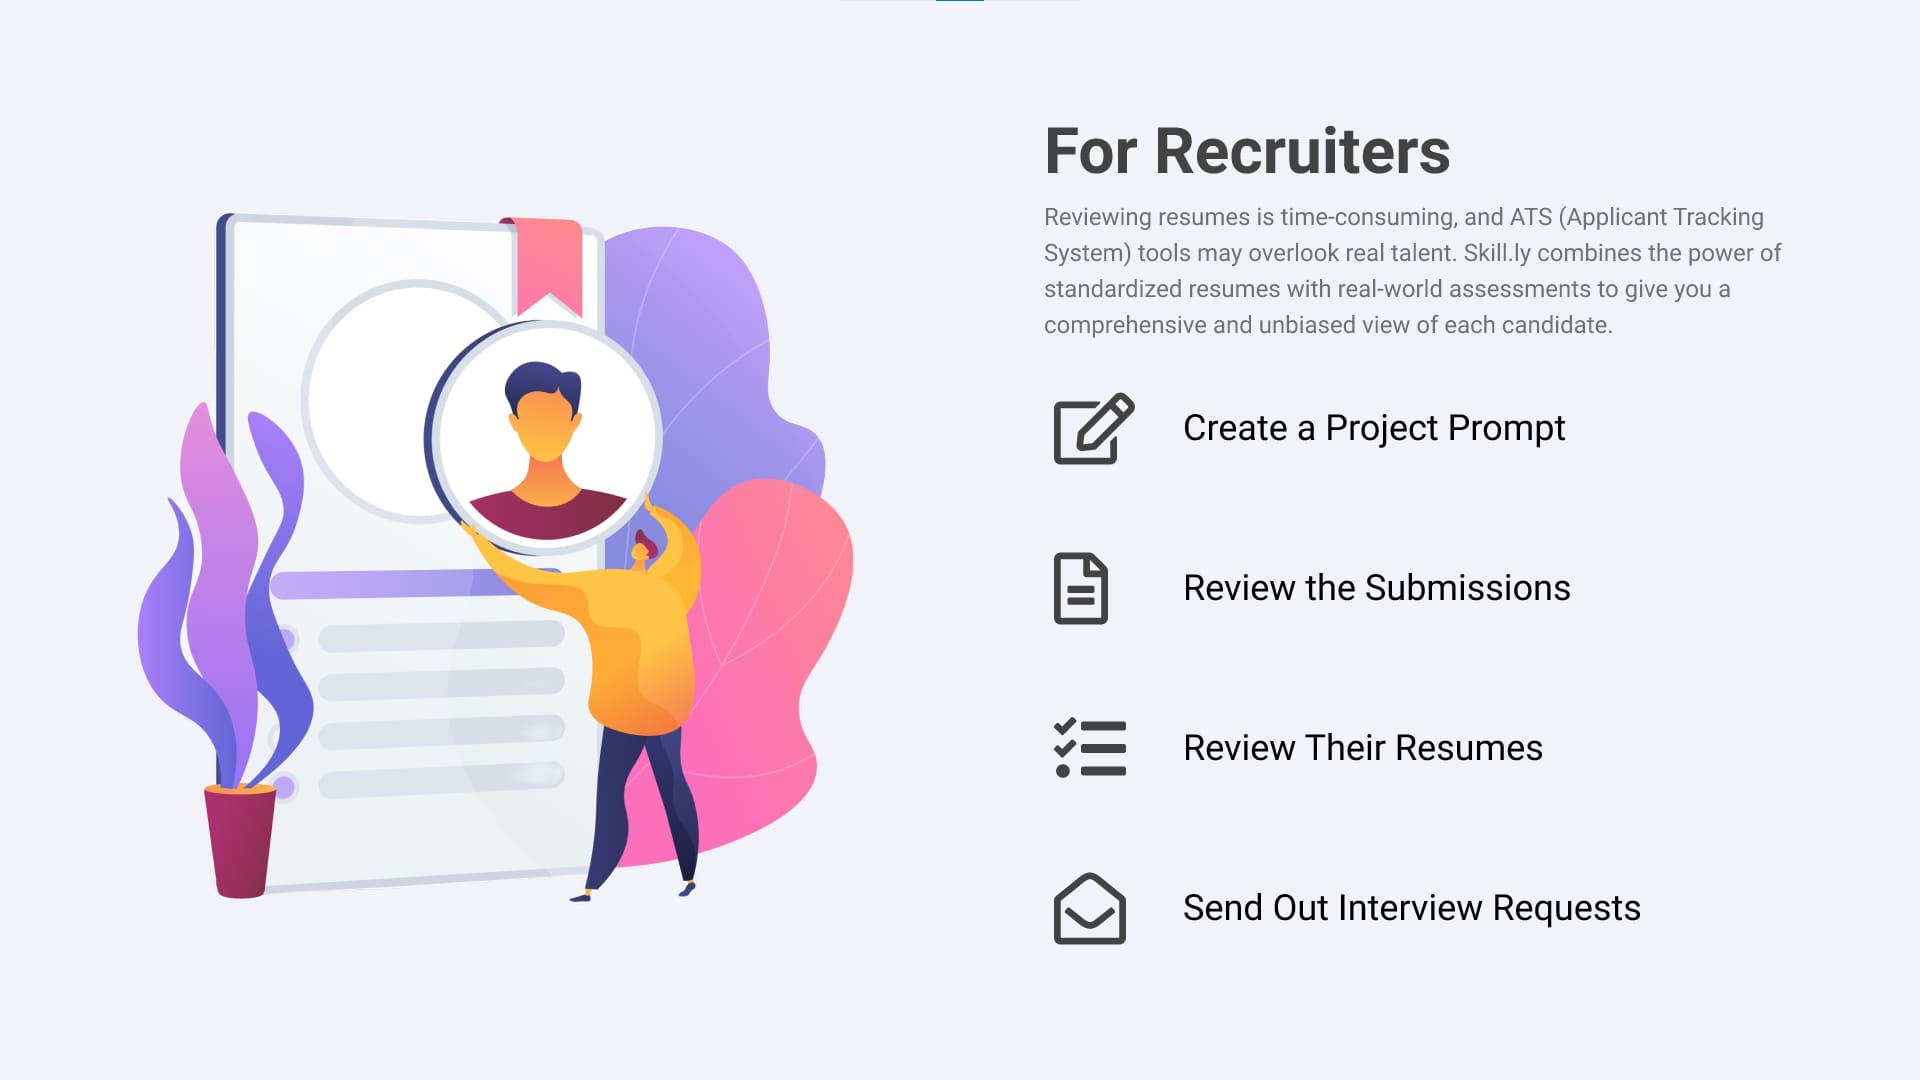 For Recruiters
Reviewing resumes is time-consuming, and ATS (Applicant Tracking
System) tools may overlook real talent. Skill.ly combines the power of
standardized resumes with real-world assessments to give you a
comprehensive and unbiased view of each candidate.
Create a Project Prompt
Review the Submissions
Review Their Resumes
Send Out Interview Requests